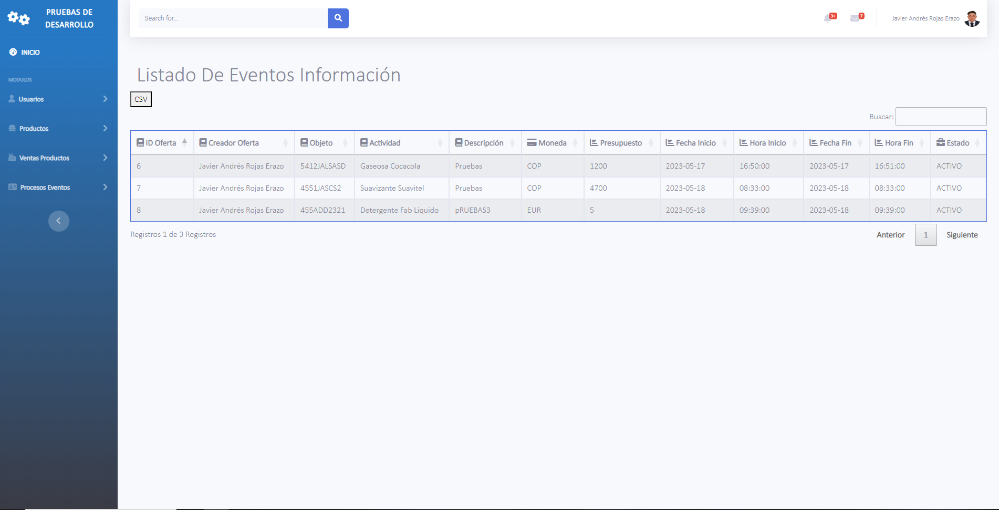 PRUEBAS DE
DESARROLLO
INICIO
MODULOS
Usuarios
Productos
Ventas Productos
Procesos Eventos
Search for...
3+
7
Javier Andrés Rojas Erazo
Listado De Eventos Información
CSV
Buscar:
ID Oferta Creador Oferta Objeto Actividad Descripción Moneda Presupuesto Fecha Inicio Hora Inicio Fecha Fin Hora Fin Estado
6 Javier Andrés Rojas Erazo 5412JALSASD Gaseosa Cocacola Pruebas COP 1200 2023-05-17 16:50:00 2023-05-17 16:51:00 ACTIVO
7 Javier Andrés Rojas Erazo 4551JASCS2 Suavizante Suavitel Pruebas COP 4700 2023-05-18 08:33:00 2023-05-18 08:33:00 ACTIVO
8 Javier Andrés Rojas Erazo 455ADD2321 Detergente Fab Liquido pRUEBAS3 EUR 5 2023-05-18 09:39:00 2023-05-18 09:39:00 ACTIVO
Registros 1 de 3 Registros
Anterior 1 Siguiente